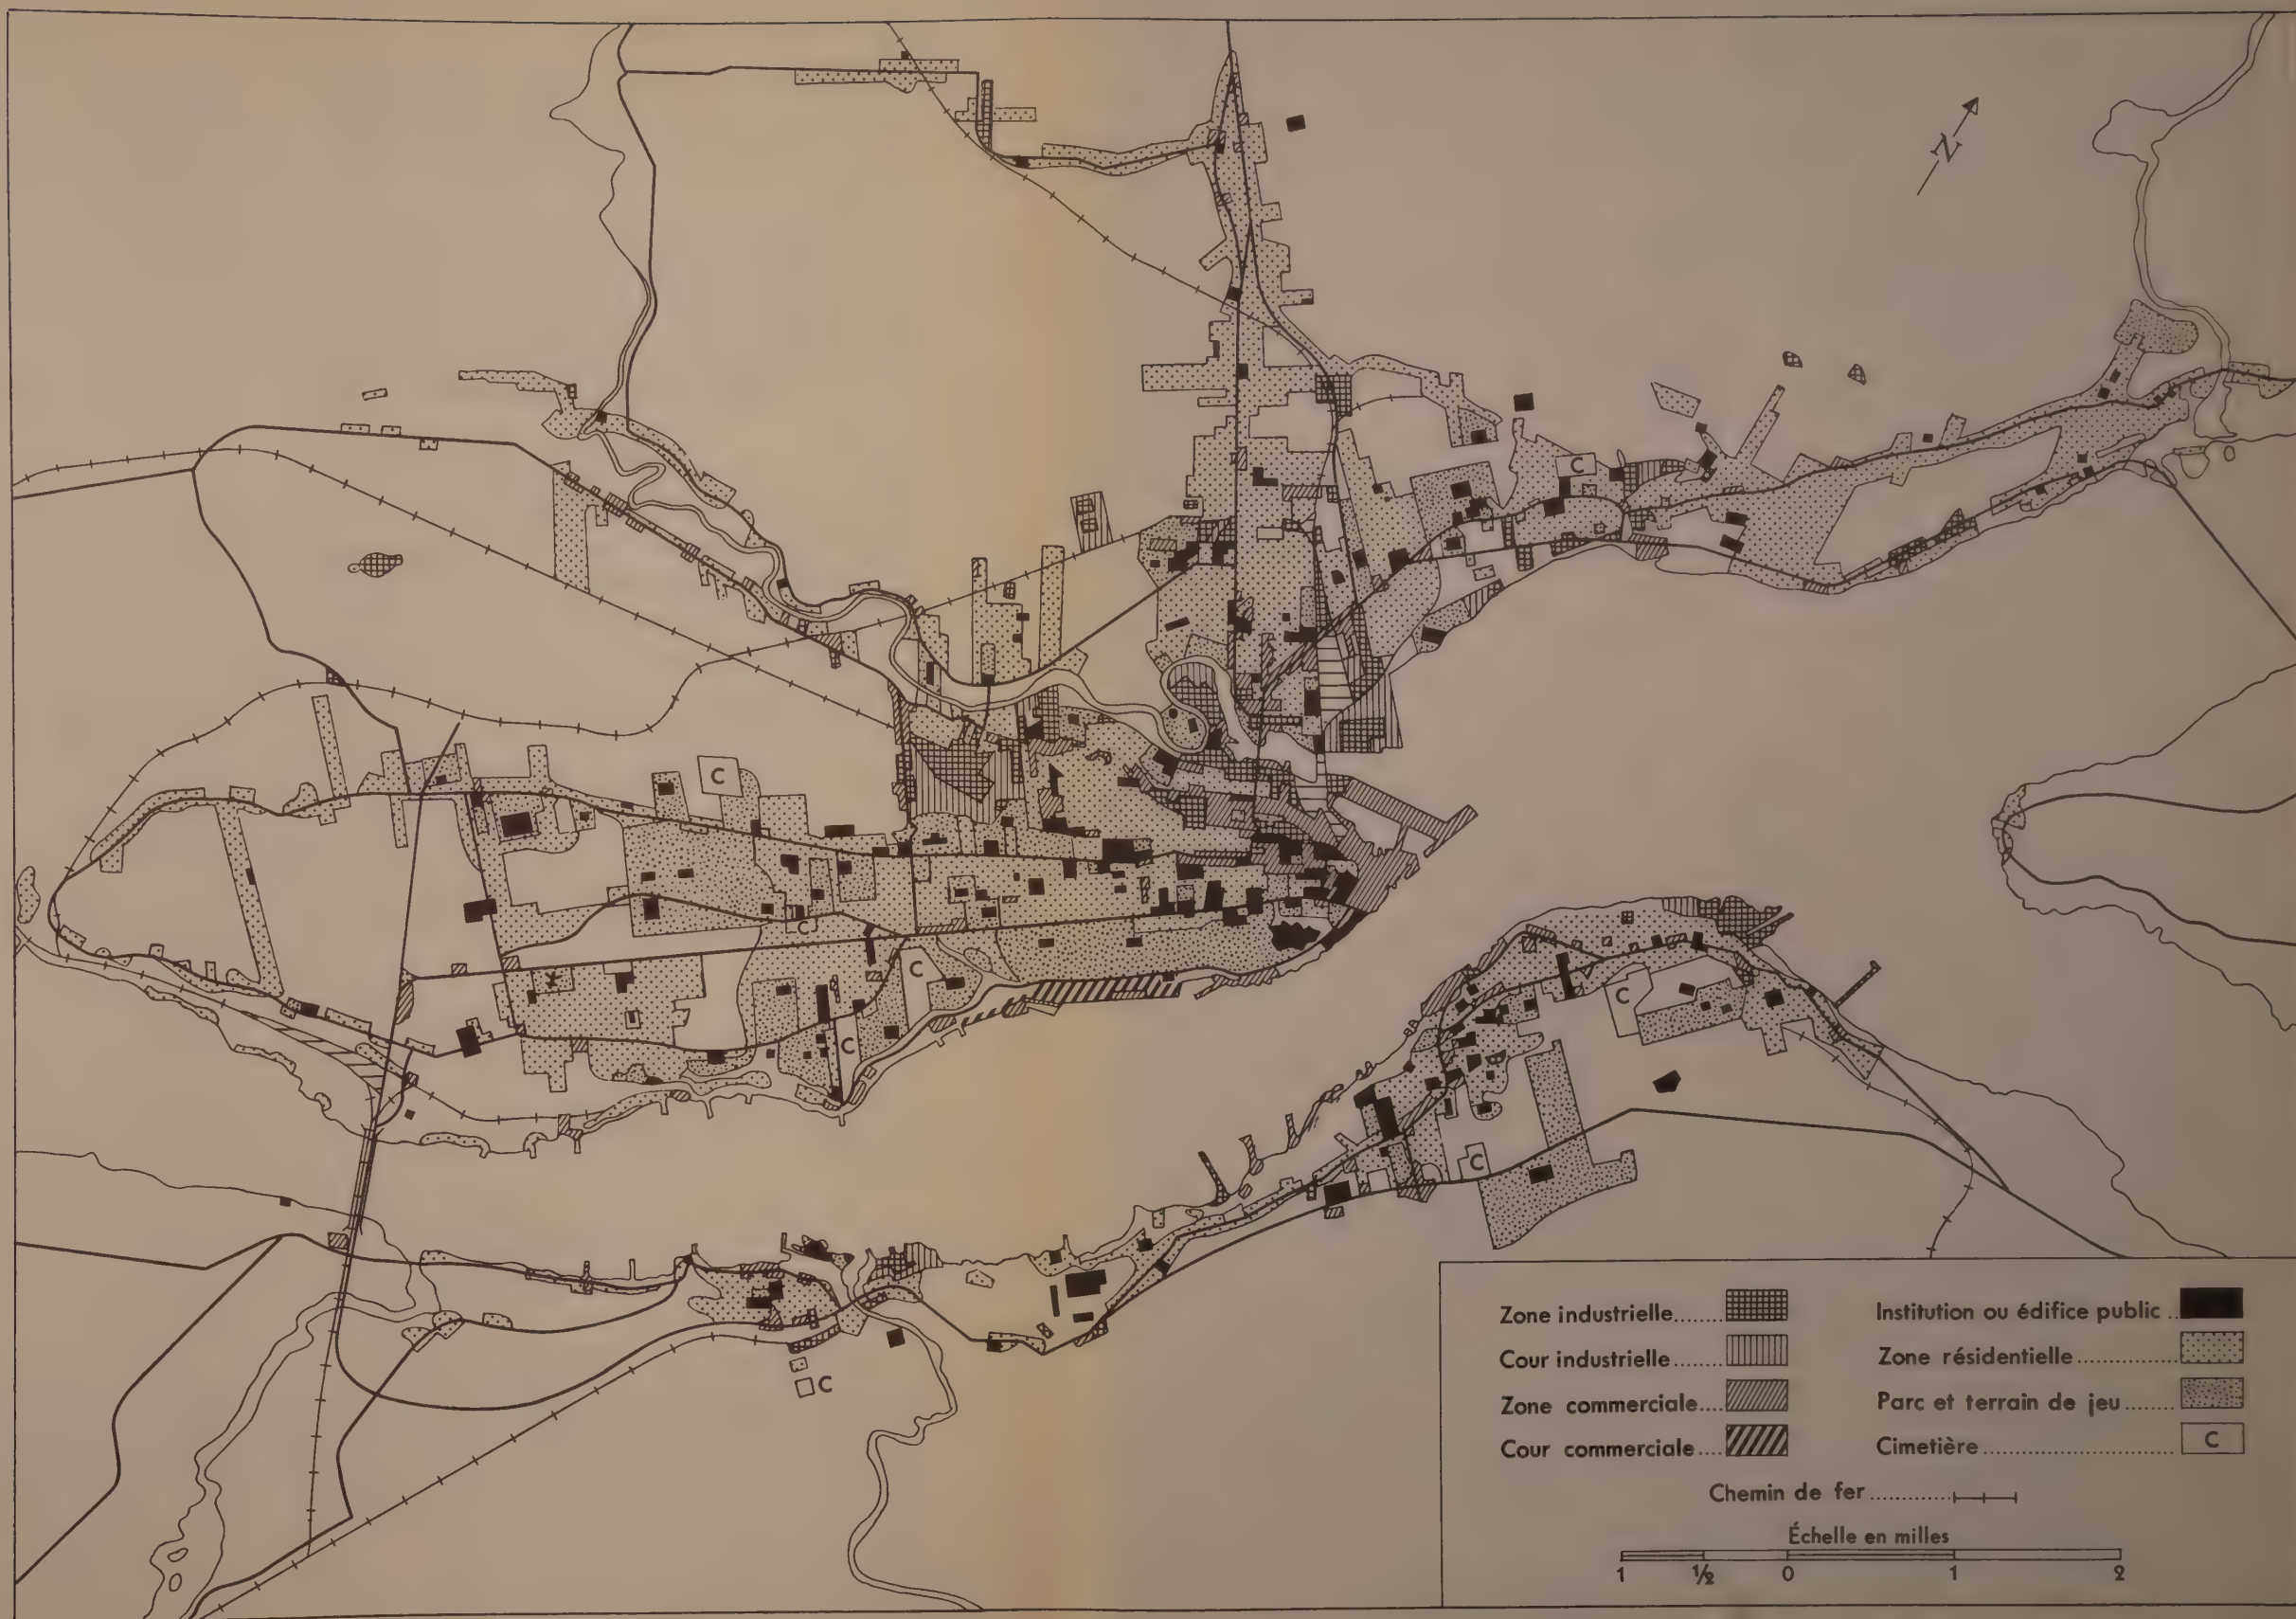 N
C
C
C
C
C
C
C
C
Zone industrielle........
Cour industrielle........
Zone commerciale....
Cour commerciale....
Institution ou édifice public ..
Zone résidentielle................
Parc et terrain de jeu........
Cimetière.............................. C
Chemin de fer............
Échelle en milles
1 ½ 0 1 2